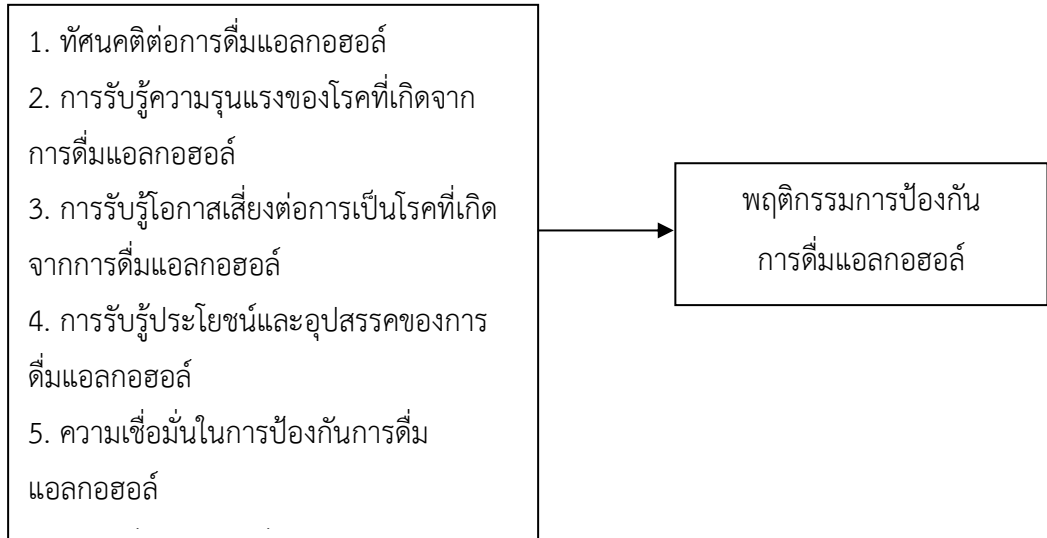 1. ทัศนคติต่อการดื่มแอลกอฮอล์
2. การรับรู้ความรุนแรงของโรคที่เกิดจาก
การดื่มแอลกอฮอล์
3. การรับรู้โอกาสเสี่ยงต่อการเป็นโรคที่เกิด
จากการดื่มแอลกอฮอล์
4. การรับรู้ประโยชน์และอุปสรรคของการ
ดื่มแอลกอฮอล์
5. ความเชื่อมั่นในการป้องกันการดื่ม
แอลกอฮอล์
พฤติกรรมการป้องกัน
การดื่มแอลกอฮอล์